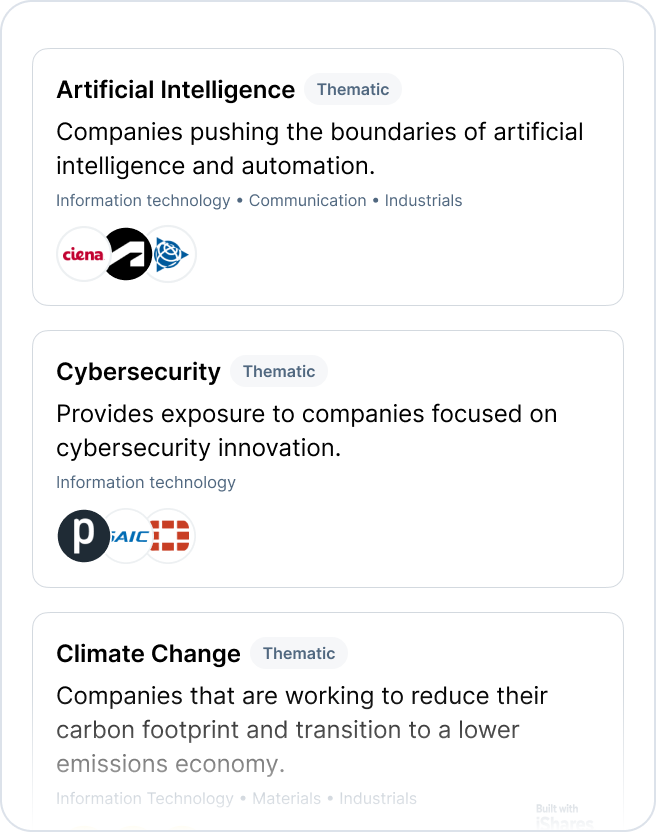 Artificial Intelligence Thematic
Companies pushing the boundaries of artificial
intelligence and automation.
Information technology • Communication • Industrials
ciena
Cybersecurity Thematic
Provides exposure to companies focused on
cybersecurity innovation.
Information technology
p SAIC
Climate Change Thematic
Companies that are working to reduce their
carbon footprint and transition to a lower
emissions economy.
Information Technology • Materials • Industrials
Built with
iShares